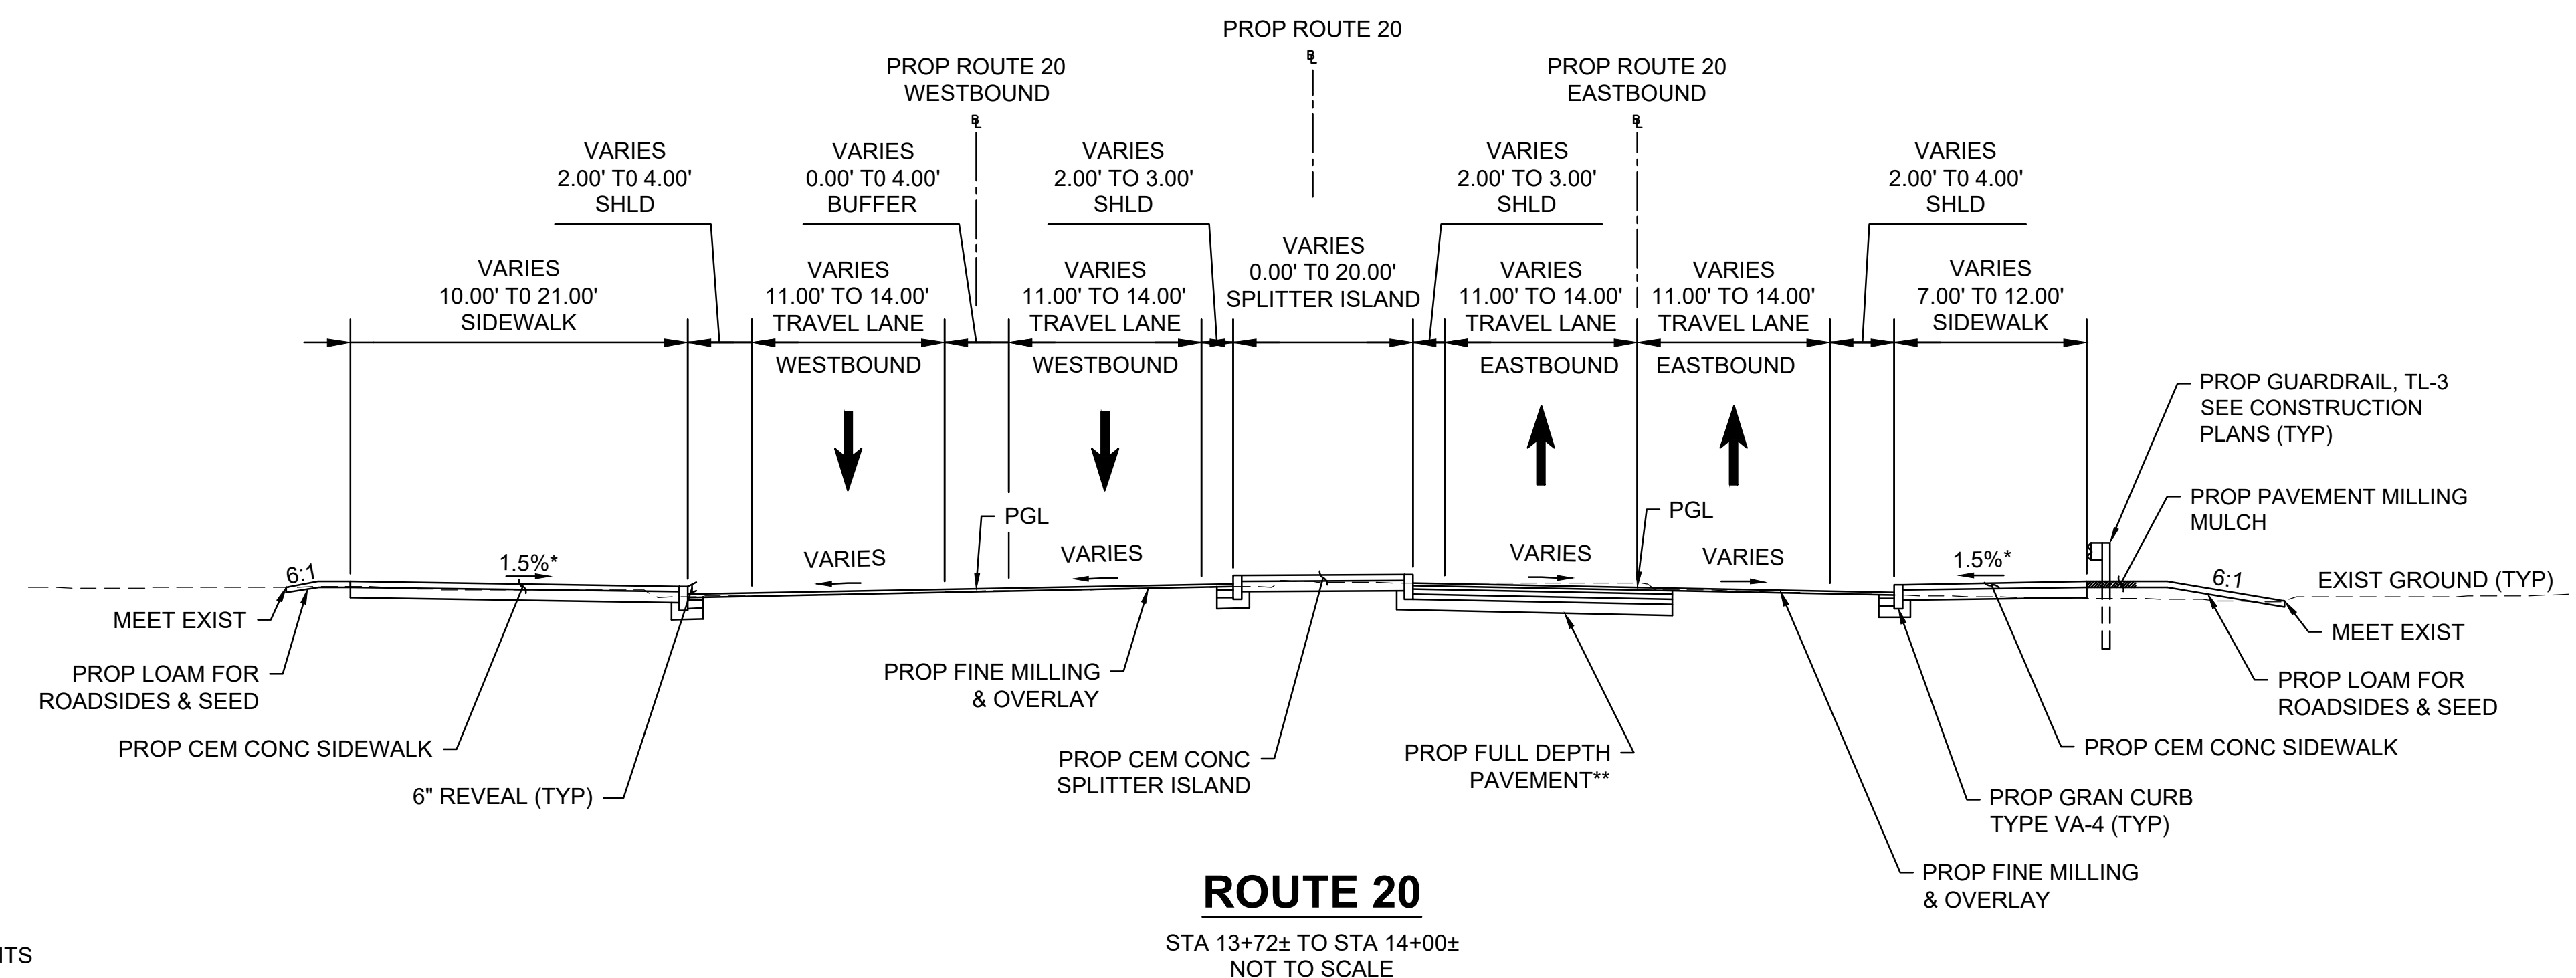 PROP ROUTE 20
PROP ROUTE 20
WESTBOUND
PROP ROUTE 20
EASTBOUND
VARIES
2.00' T0 4.00'
SHLD
VARIES
0.00' T0 4.00'
BUFFER
VARIES
2.00' TO 3.00'
SHLD
VARIES
2.00' TO 3.00'
SHLD
VARIES
2.00' T0 4.00'
SHLD
VARIES
10.00' T0 21.00'
SIDEWALK
VARIES
11.00' TO 14.00'
TRAVEL LANE
WESTBOUND
VARIES
11.00' TO 14.00'
TRAVEL LANE
WESTBOUND
VARIES
0.00' T0 20.00'
SPLITTER ISLAND
VARIES
11.00' TO 14.00'
TRAVEL LANE
EASTBOUND
VARIES
11.00' TO 14.00'
TRAVEL LANE
EASTBOUND
VARIES
7.00' T0 12.00'
SIDEWALK
PROP GUARDRAIL, TL-3
SEE CONSTRUCTION
PLANS (TYP)
PROP PAVEMENT MILLING
MULCH
PGL
PGL
6:1
1.5%*
VARIES
VARIES
VARIES
VARIES
1.5%*
6:1
EXIST GROUND (TYP)
MEET EXIST
MEET EXIST
PROP LOAM FOR
ROADSIDES & SEED
PROP CEM CONC SIDEWALK
6" REVEAL (TYP)
PROP FINE MILLING
& OVERLAY
PROP CEM CONC
SPLITTER ISLAND
PROP FULL DEPTH
PAVEMENT**
PROP LOAM FOR
ROADSIDES & SEED
PROP CEM CONC SIDEWALK
PROP GRAN CURB
TYPE VA-4 (TYP)
PROP FINE MILLING
& OVERLAY
ROUTE 20
STA 13+72± TO STA 14+00±
NOT TO SCALE